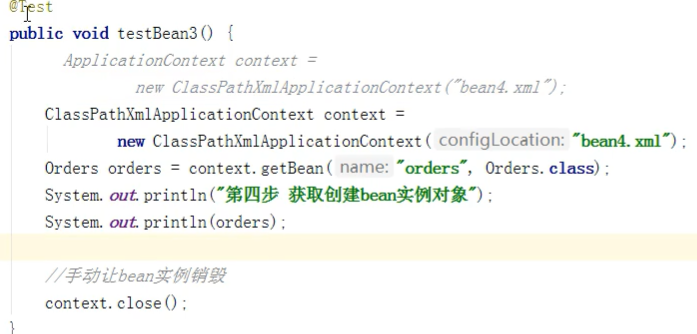 @Test
public void testBean3() {
ApplicationContext context =
new ClassPathXmlApplicationContext("bean4.xml");
ClassPathXmlApplicationContext context =
new ClassPathXmlApplicationContext( configLocation: "bean4.xml");
Orders orders = context.getBean( name: "orders", Orders.class);
System.out.println("第四步 获取创建bean实例对象");
System.out.println(orders);
//手动让bean实例销毁
context.close();
}